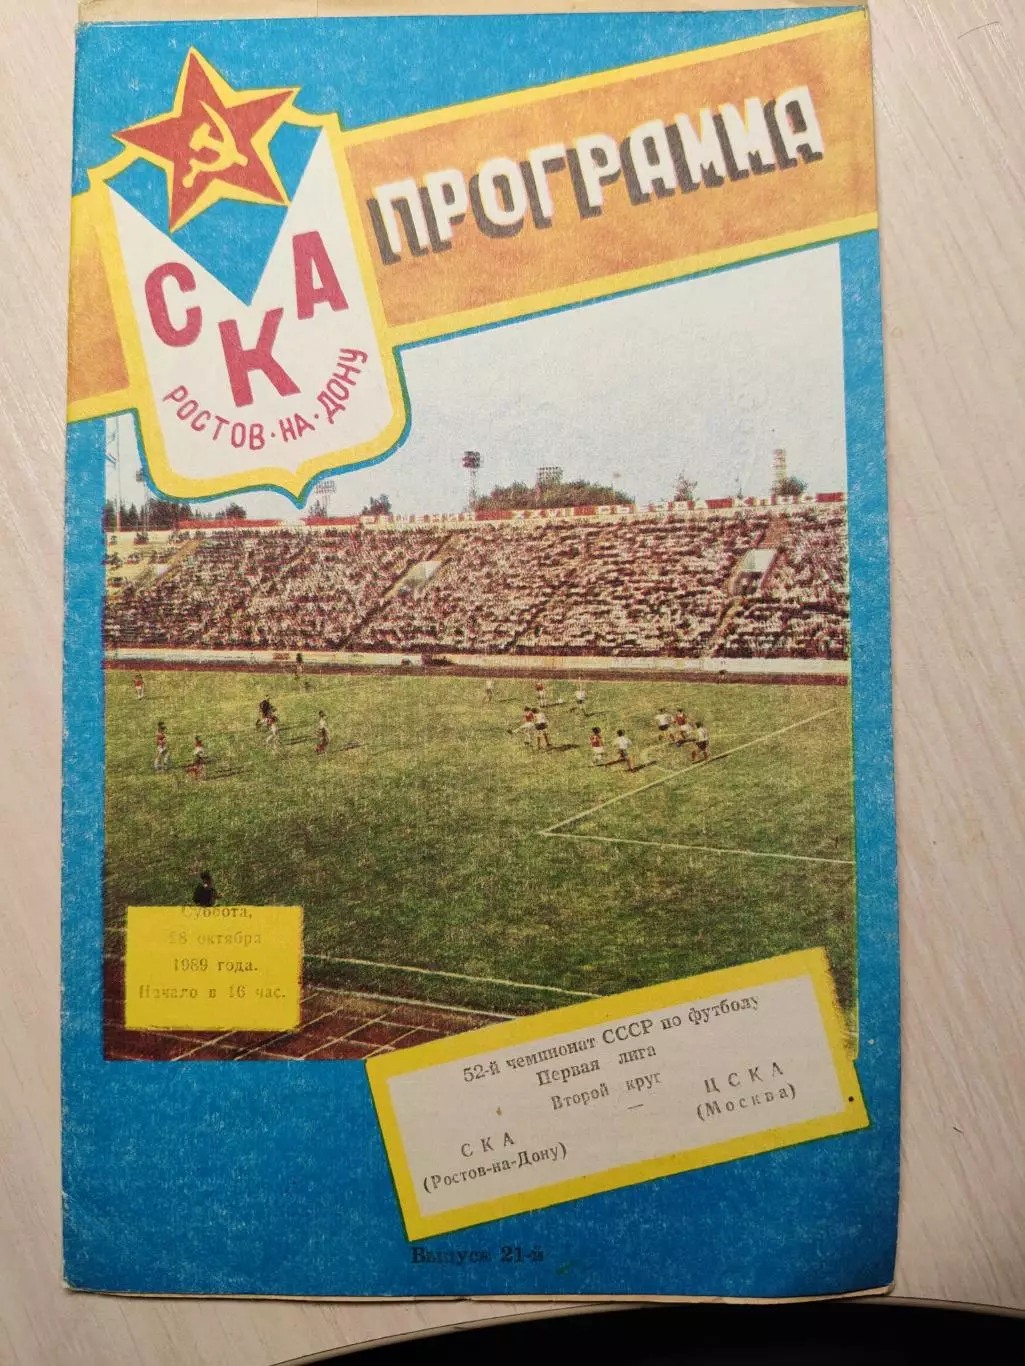 ПРОГРАММА
СКА
РОСТОВ·НА·ДОНУ
Суббота,
28 октября
1989 года.
Начало в 16 час.
52-й чемпионат СССР по футболу
Первая лига
Второй круг
СКА — ЦСКА
(Ростов-на-Дону) (Москва)
Выпуск 21-й